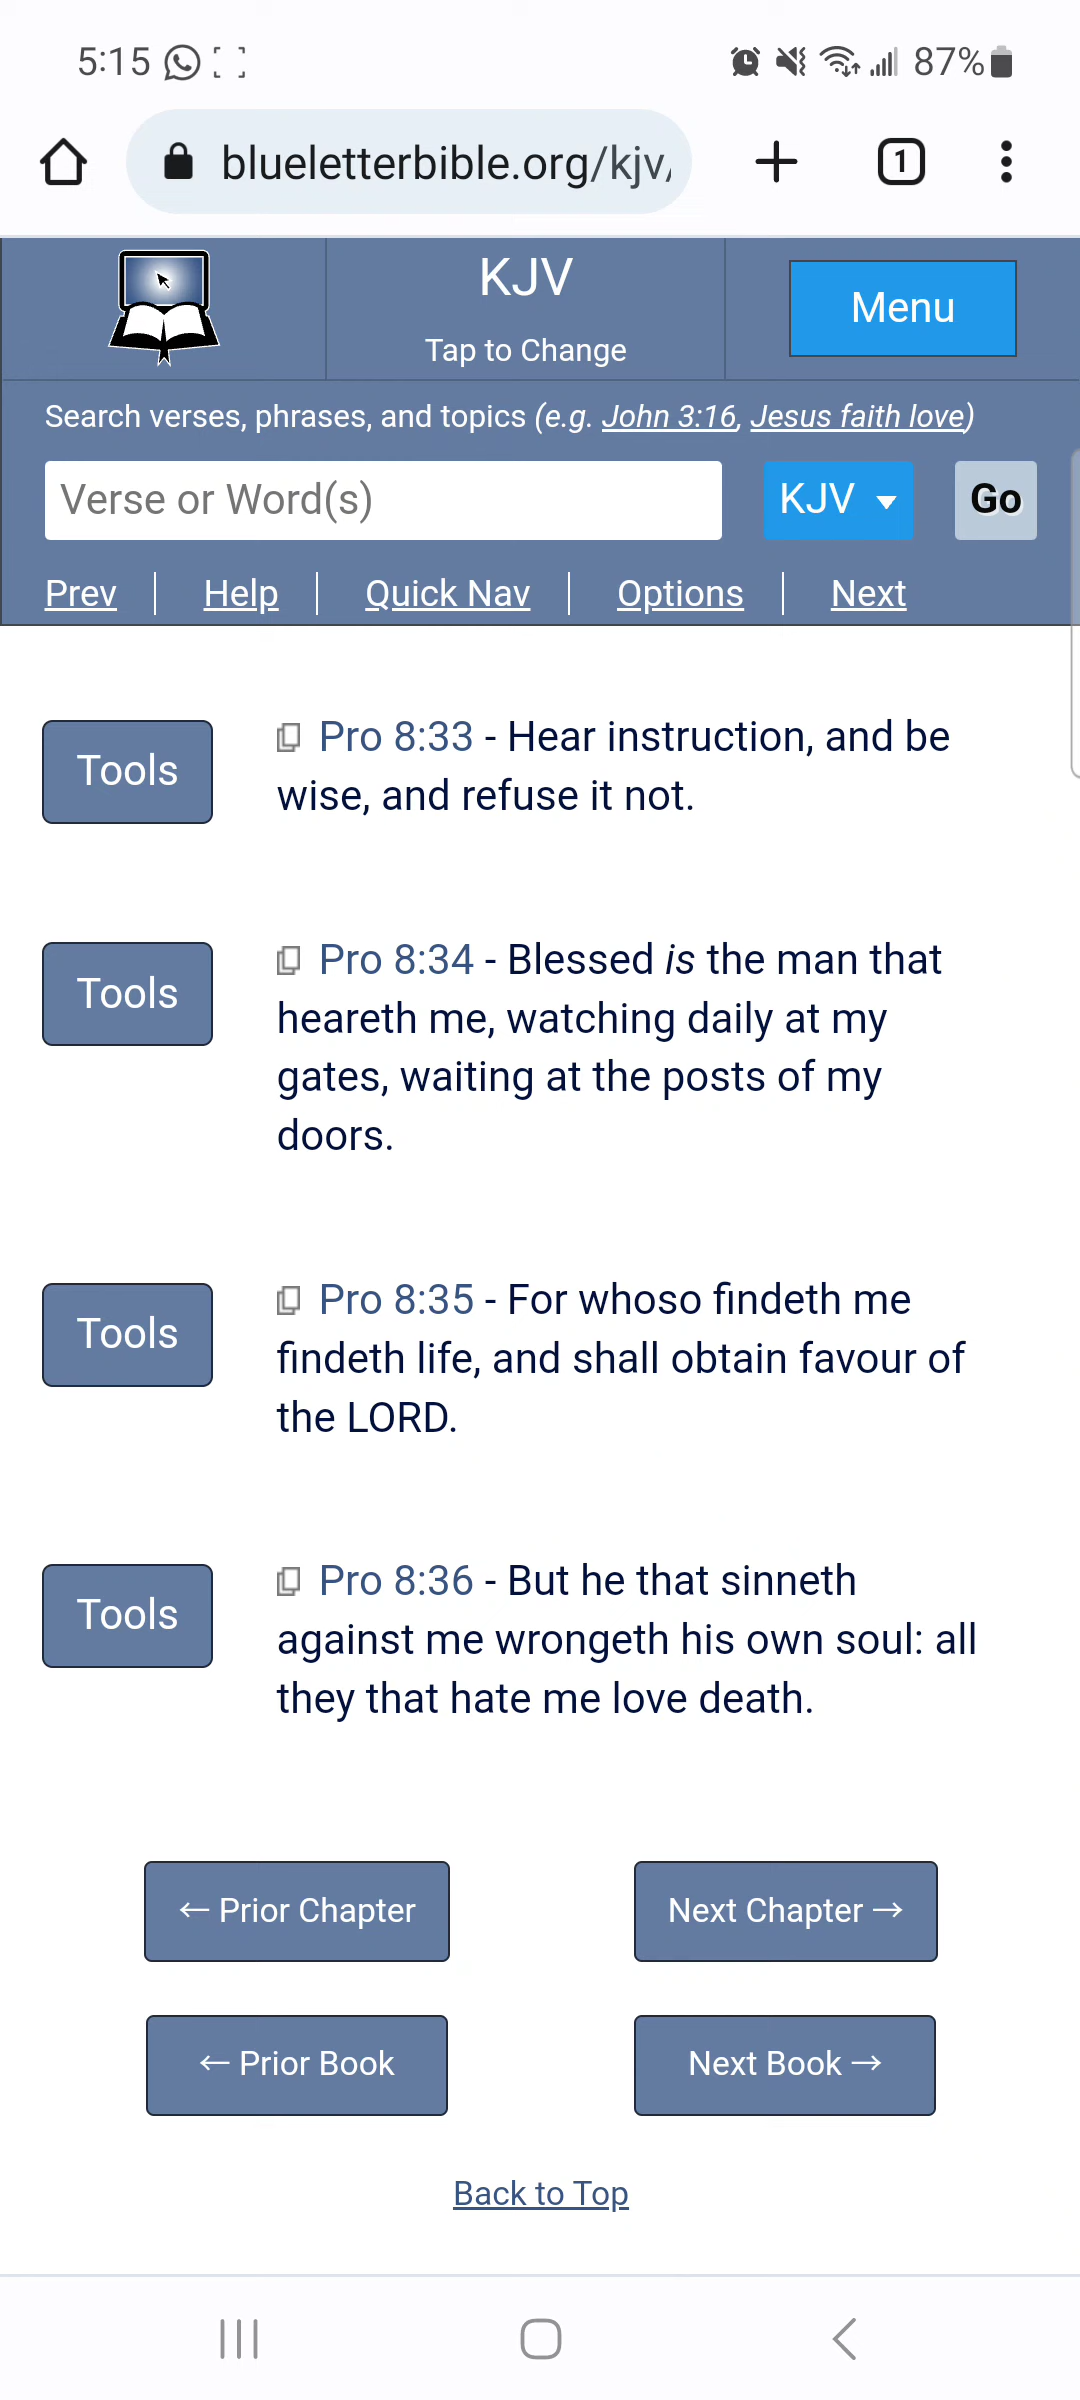 5:15 87%
blueletterbible.org/kjv/
1
KJV
Tap to Change
Menu
Search verses, phrases, and topics (e.g. John 3:16, Jesus faith love)
Verse or Word(s) KJV Go
Prev Help Quick Nav Options Next
Tools
Pro 8:33 - Hear instruction, and be
wise, and refuse it not.
Tools
Pro 8:34 - Blessed is the man that
heareth me, watching daily at my
gates, waiting at the posts of my
doors.
Tools
Pro 8:35 - For whoso findeth me
findeth life, and shall obtain favour of
the LORD.
Tools
Pro 8:36 - But he that sinneth
against me wrongeth his own soul: all
they that hate me love death.
← Prior Chapter Next Chapter →
← Prior Book Next Book →
Back to Top